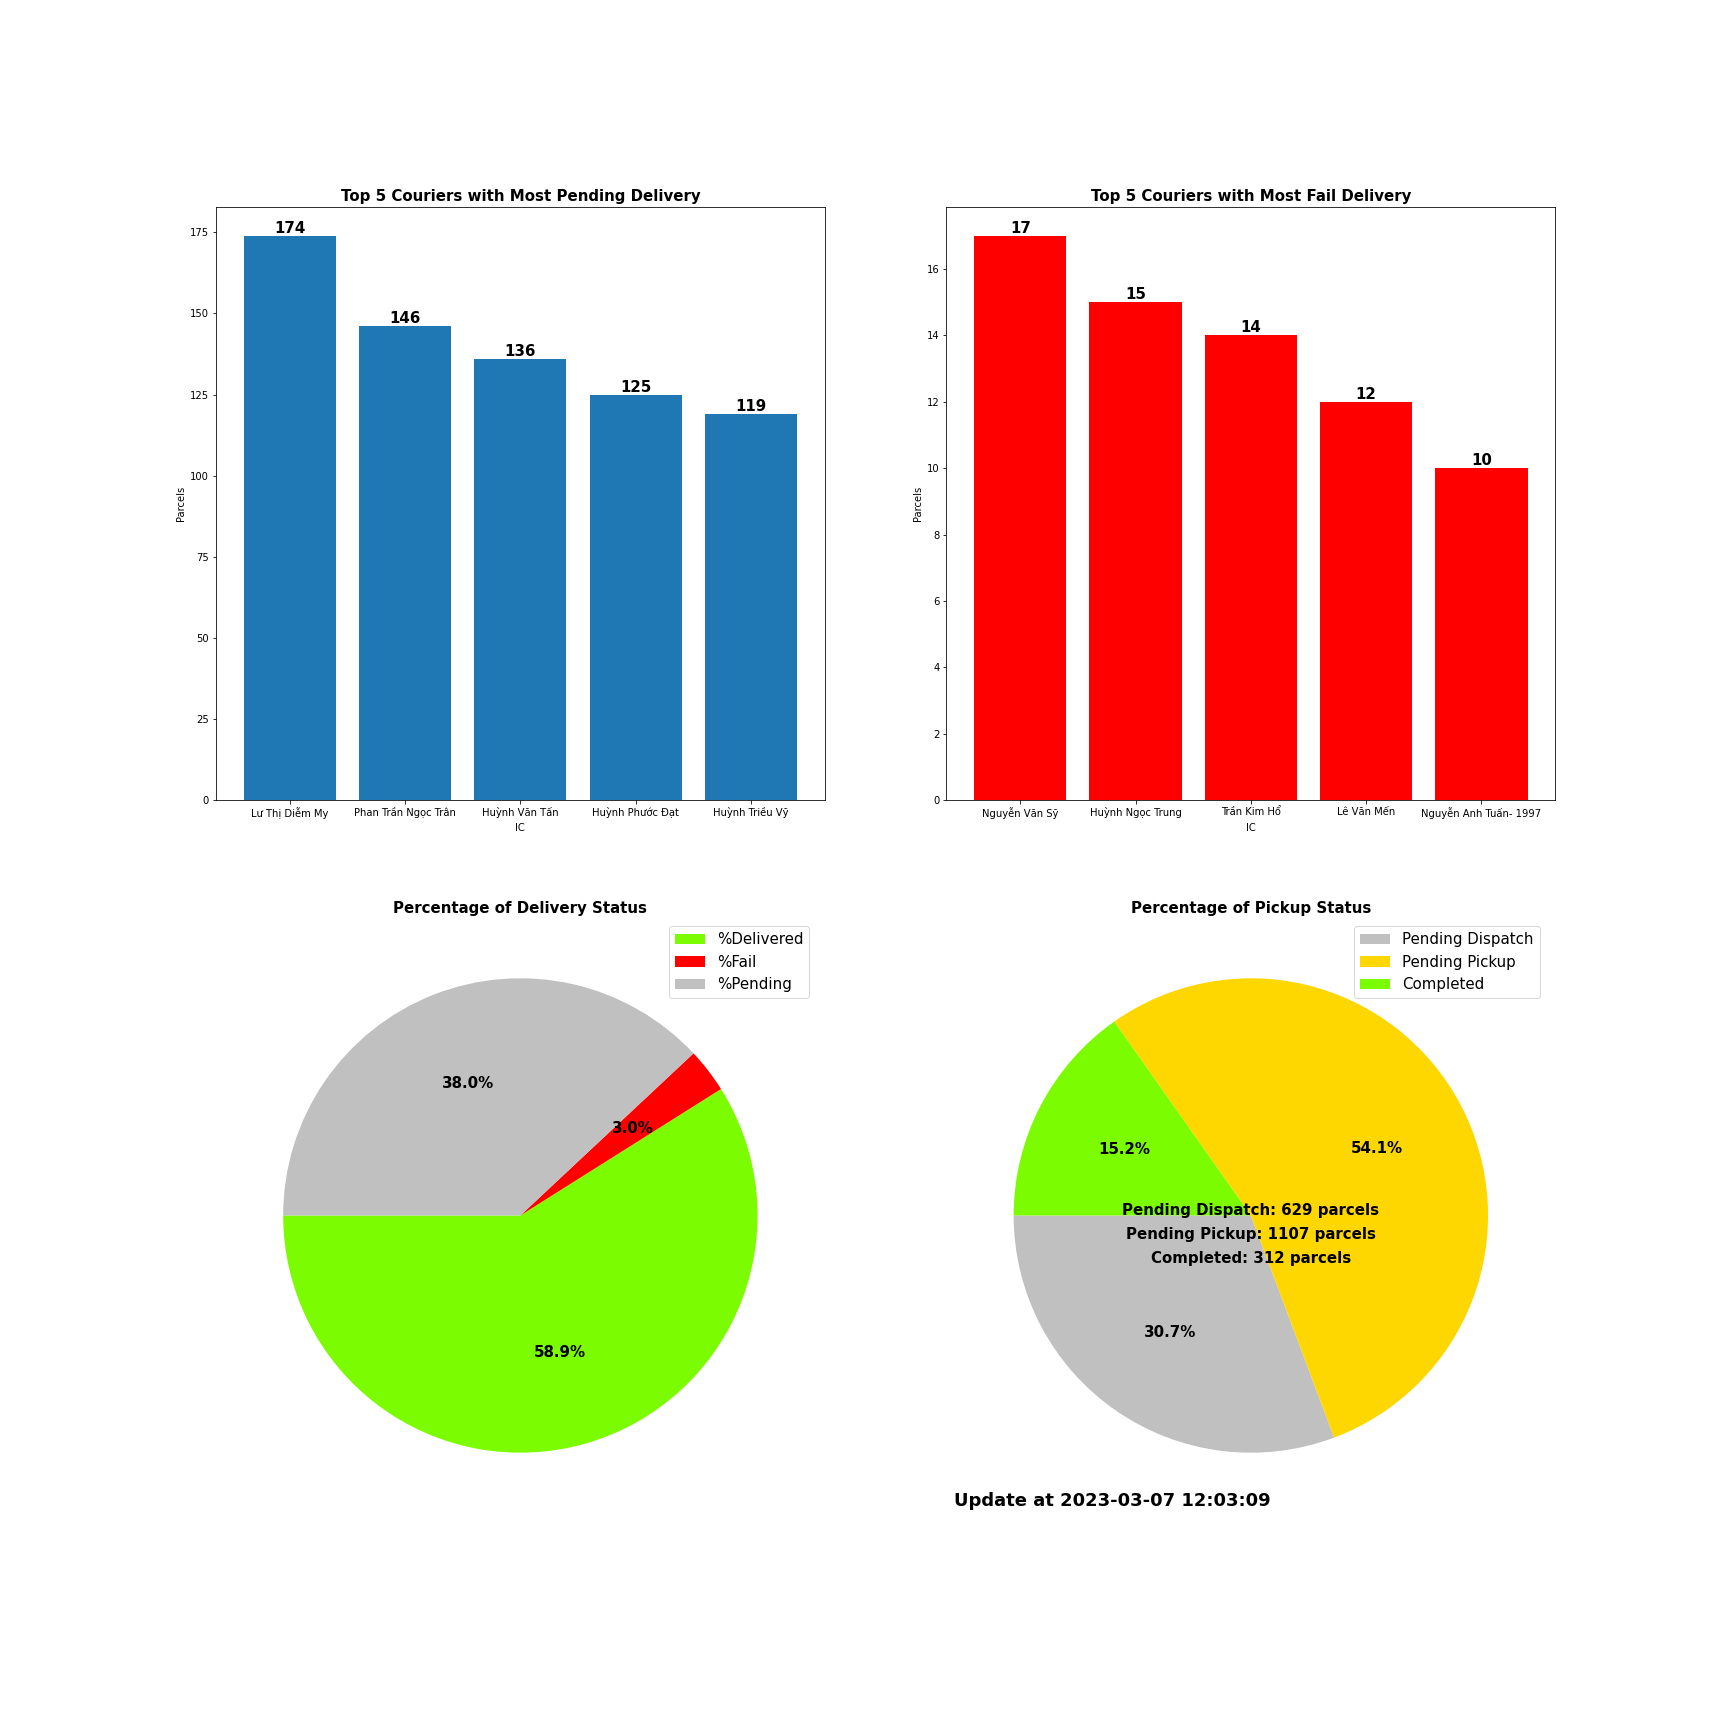 Top 5 Couriers with Most Pending Delivery
175
150
125
100
75
50
25
0
Parcels
174
146
136
125
119
Lư Thị Diễm My
Phan Trần Ngọc Trân
Huỳnh Văn Tấn
Huỳnh Phước Đạt
Huỳnh Triều Vỹ
IC
Top 5 Couriers with Most Fail Delivery
16
14
12
10
8
6
4
2
0
Parcels
17
15
14
12
10
Nguyễn Văn Sỹ
Huỳnh Ngọc Trung
Trần Kim Hổ
Lê Văn Mến
Nguyễn Anh Tuấn- 1997
IC
Percentage of Delivery Status
%Delivered
%Fail
%Pending
38.0%
3.0%
58.9%
Percentage of Pickup Status
Pending Dispatch
Pending Pickup
Completed
54.1%
15.2%
Pending Dispatch: 629 parcels
Pending Pickup: 1107 parcels
Completed: 312 parcels
30.7%
Update at 2023-03-07 12:03:09